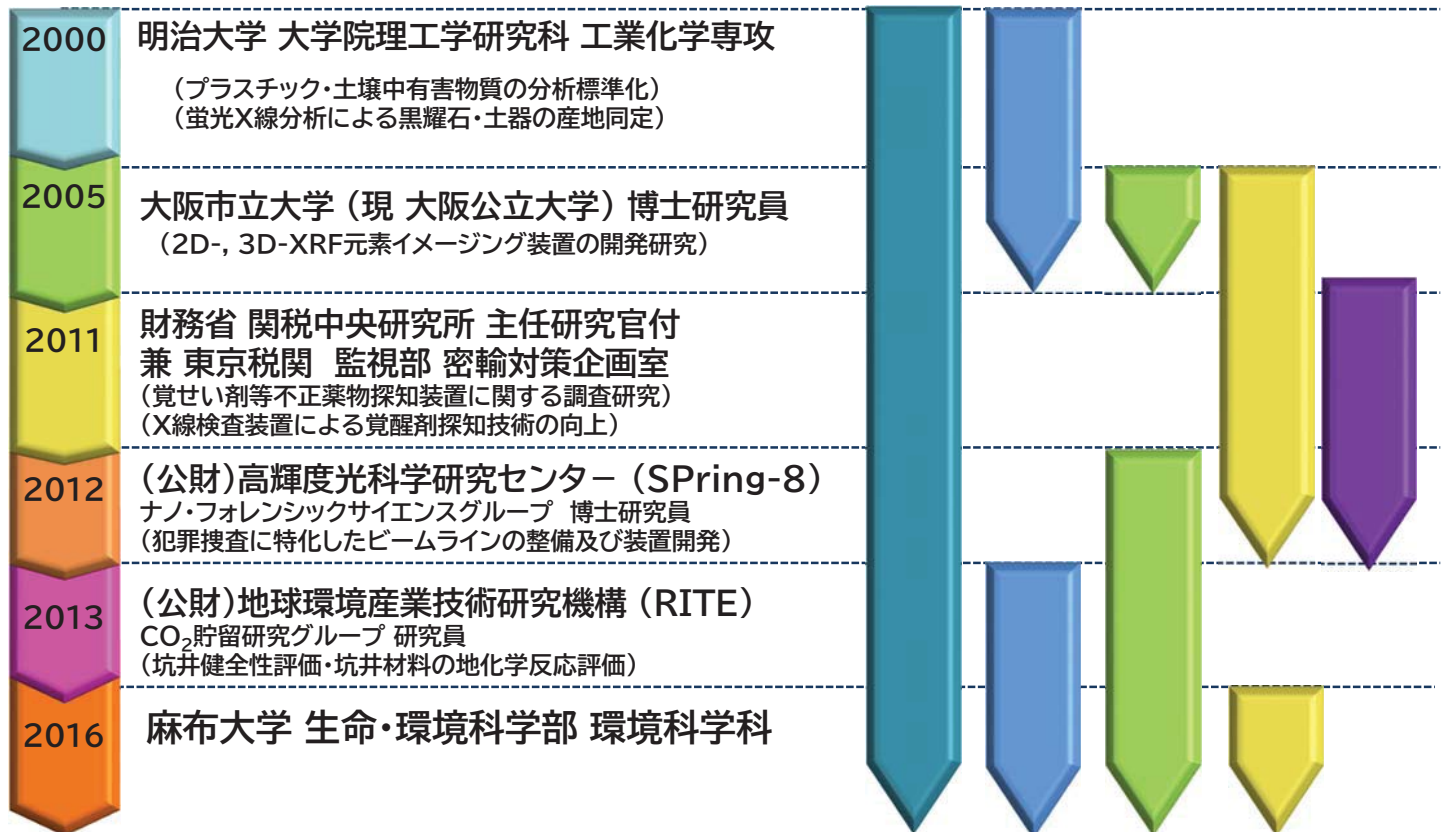 2000
明治大学 大学院理工学研究科 工業化学専攻
（プラスチック・土壌中有害物質の分析標準化）
（蛍光X線分析による黒耀石・土器の産地同定）
2005
大阪市立大学（現 大阪公立大学）博士研究員
（2D-, 3D-XRF元素イメージング装置の開発研究）
2011
財務省 関税中央研究所 主任研究官付
兼 東京税関 監視部 密輸対策企画室
（覚せい剤等不正薬物探知装置に関する調査研究）
（X線検査装置による覚醒剤探知技術の向上）
2012
（公財）高輝度光科学研究センター（SPring-8）
ナノ・フォレンシックサイエンスグループ 博士研究員
（犯罪捜査に特化したビームラインの整備及び装置開発）
2013
（公財）地球環境産業技術研究機構（RITE）
CO₂貯留研究グループ 研究員
（坑井健全性評価・坑井材料の地化学反応評価）
2016
麻布大学 生命・環境科学部 環境科学科